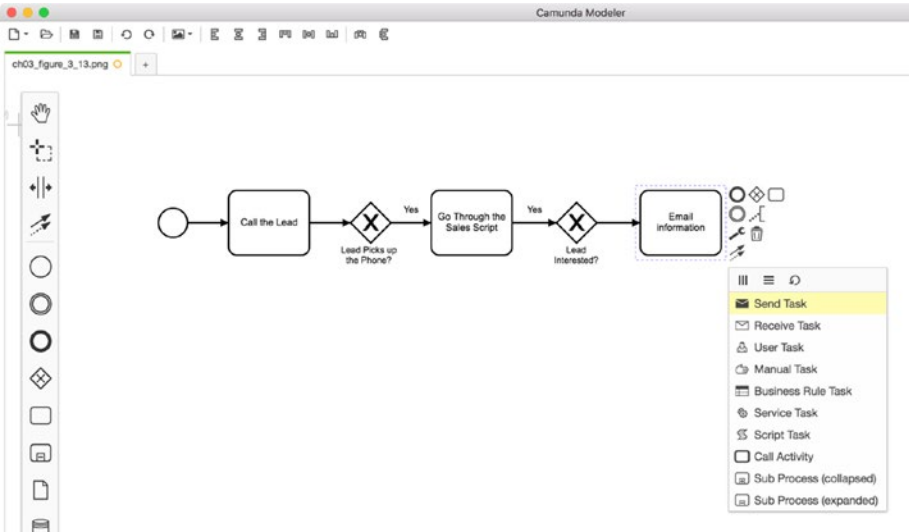 Camunda Modeler
ch03_figure_3_13.png
+
Call the Lead
X
Lead Picks up
the Phone?
Yes
Go Through the
Sales Script
Yes
X
Lead
Interested?
Email
information
Send Task
Receive Task
User Task
Manual Task
Business Rule Task
Service Task
Script Task
Call Activity
Sub Process (collapsed)
Sub Process (expanded)